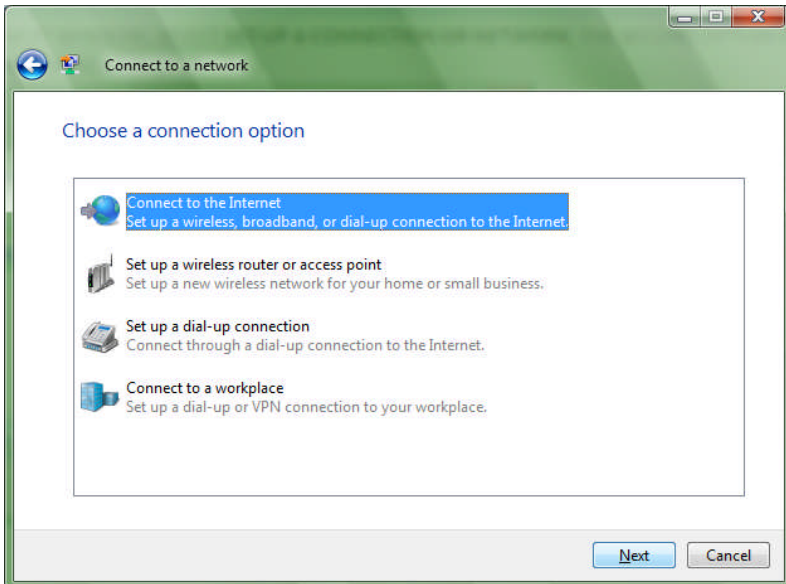 Connect to a network
Choose a connection option
Connect to the Internet
Set up a wireless, broadband, or dial-up connection to the Internet.
Set up a wireless router or access point
Set up a new wireless network for your home or small business.
Set up a dial-up connection
Connect through a dial-up connection to the Internet.
Connect to a workplace
Set up a dial-up or VPN connection to your workplace.
Next
Cancel